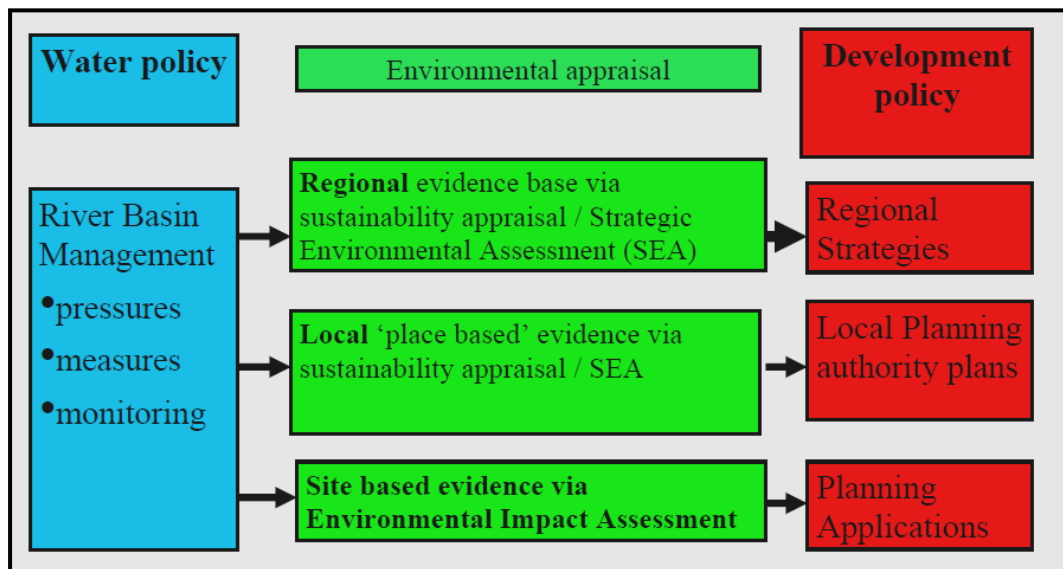 Water policy
Environmental appraisal
Development
policy
River Basin
Management
•pressures
•measures
•monitoring
Regional evidence base via
sustainability appraisal / Strategic
Environmental Assessment (SEA)
Regional
Strategies
Local ‘place based’ evidence via
sustainability appraisal / SEA
Local Planning
authority plans
Site based evidence via
Environmental Impact Assessment
Planning
Applications